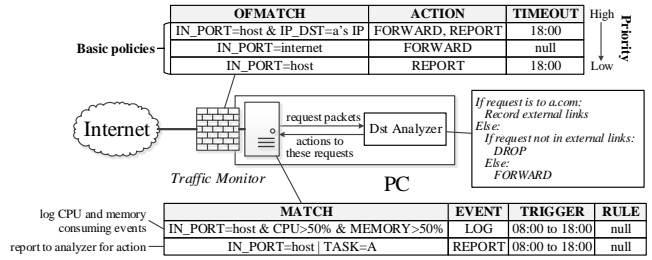 OFMATCH ACTION TIMEOUT
IN_PORT=host & IP_DST=a's IP FORWARD, REPORT 18:00
IN_PORT=internet FORWARD null
IN_PORT=host REPORT 18:00
Basic policies
High
Priority
Low
Internet
request packets
actions to
these requests
Dst Analyzer
If request is to a.com:
Record external links
Else:
If request not in external links:
DROP
Else:
FORWARD
Traffic Monitor
PC
log CPU and memory
consuming events
report to analyzer for action
MATCH EVENT TRIGGER RULE
IN_PORT=host & CPU>50% & MEMORY>50% LOG 08:00 to 18:00 null
IN_PORT=host | TASK=A REPORT 08:00 to 18:00 null